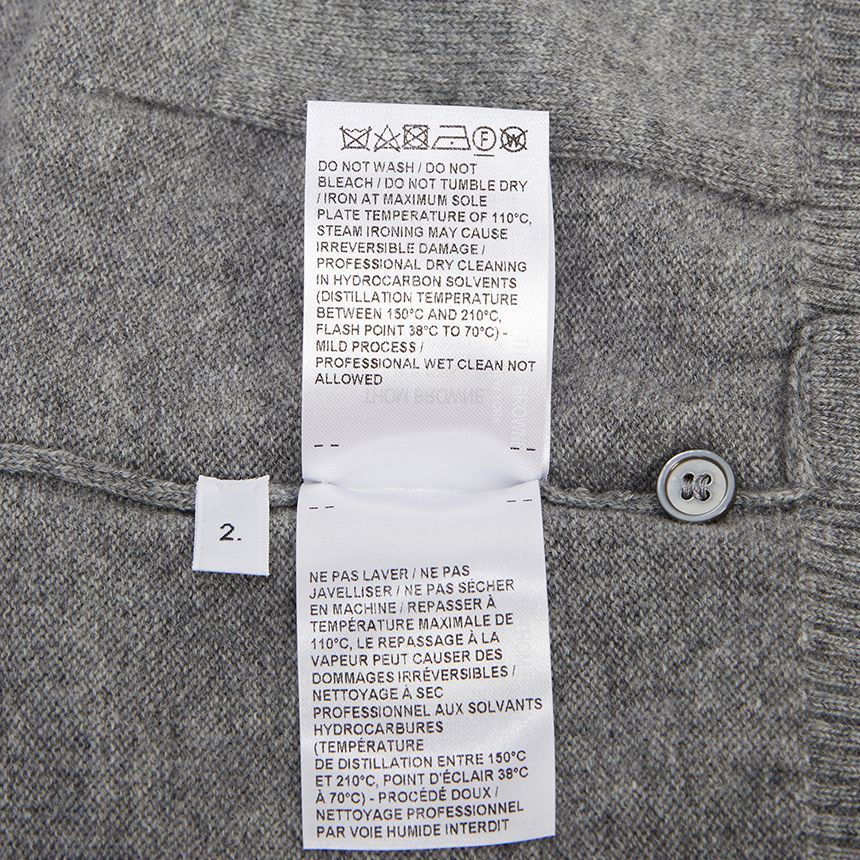 F W
DO NOT WASH / DO NOT
BLEACH / DO NOT TUMBLE DRY
/ IRON AT MAXIMUM SOLE
PLATE TEMPERATURE OF 110°C,
STEAM IRONING MAY CAUSE
IRREVERSIBLE DAMAGE /
PROFESSIONAL DRY CLEANING
IN HYDROCARBON SOLVENTS
(DISTILLATION TEMPERATURE
BETWEEN 150°C AND 210°C,
FLASH POINT 38°C TO 70°C) -
MILD PROCESS /
PROFESSIONAL WET CLEAN NOT
ALLOWED
THOM BROWNE
2.
NE PAS LAVER / NE PAS
JAVELLISER / NE PAS SÉCHER
EN MACHINE / REPASSER À
TEMPÉRATURE MAXIMALE DE
110°C, LE REPASSAGE À LA
VAPEUR PEUT CAUSER DES
DOMMAGES IRRÉVERSIBLES /
NETTOYAGE À SEC
PROFESSIONNEL AUX SOLVANTS
HYDROCARBURES
(TEMPÉRATURE
DE DISTILLATION ENTRE 150°C
ET 210°C, POINT D'ÉCLAIR 38°C
À 70°C) - PROCÉDÉ DOUX /
NETTOYAGE PROFESSIONNEL
PAR VOIE HUMIDE INTERDIT